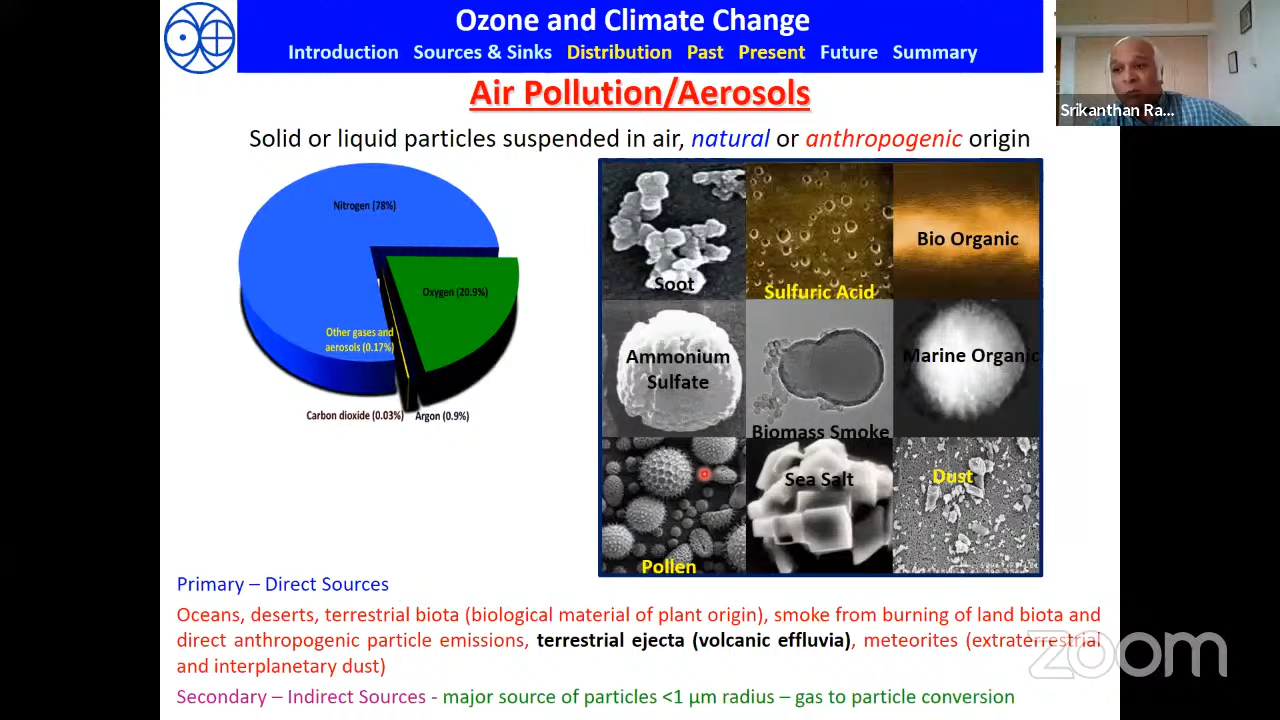 Ozone and Climate Change
Introduction Sources & Sinks Distribution Past Present Future Summary
Srikanthan Ra...
Air Pollution/Aerosols
Solid or liquid particles suspended in air, natural or anthropogenic origin
Nitrogen (78%)
Oxygen (20.9%)
Other gases and
aerosols (0.17%)
Carbon dioxide (0.03%) Argon (0.9%)
Soot
Sulfuric Acid
Bio Organic
Ammonium
Sulfate
Biomass Smoke
Marine Organic
Pollen
Sea Salt
Dust
Primary – Direct Sources
Oceans, deserts, terrestrial biota (biological material of plant origin), smoke from burning of land biota and
direct anthropogenic particle emissions, terrestrial ejecta (volcanic effluvia), meteorites (extraterrestrial
and interplanetary dust)
Secondary – Indirect Sources - major source of particles <1 μm radius – gas to particle conversion
zoom